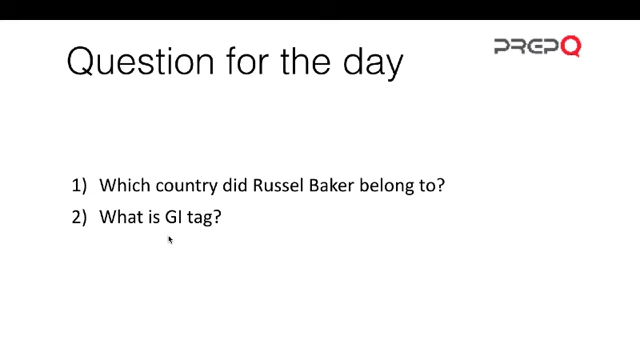 Question for the day
PREPQ
1) Which country did Russel Baker belong to?
2) What is GI tag?